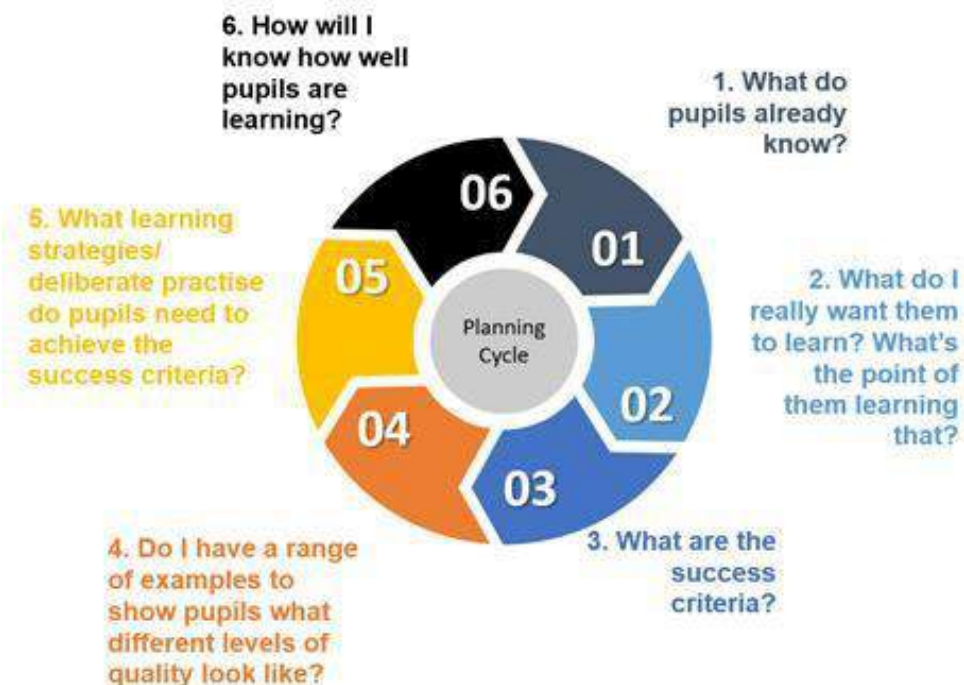 6. How will I
know how well
pupils are
learning?
1. What do
pupils already
know?
06
01
5. What learning
strategies/
deliberate practise
do pupils need to
achieve the
success criteria?
05
Planning
Cycle
2. What do I
really want them
to learn? What's
the point of
them learning
that?
02
04
03
3. What are the
success
criteria?
4. Do I have a range
of examples to
show pupils what
different levels of
quality look like?